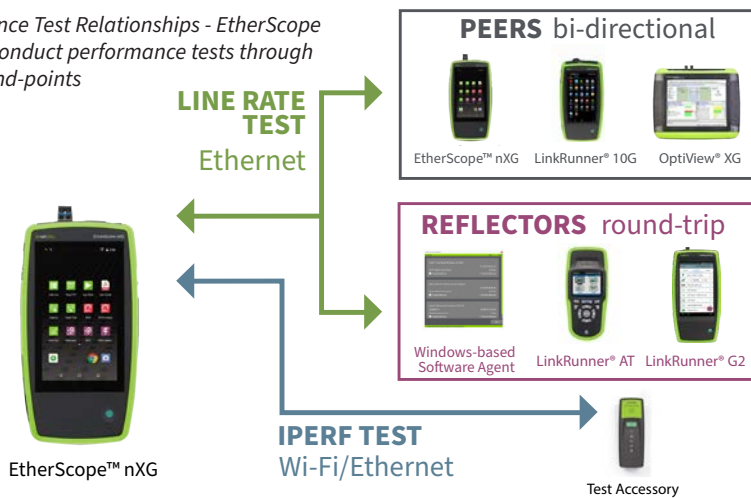 nce Test Relationships - EtherScope
onduct performance tests through
nd-points
PEERS bi-directional
LINE RATE
TEST
Ethernet
EtherScope™ nXG LinkRunner® 10G OptiView® XG
REFLECTORS round-trip
Windows-based
Software Agent
LinkRunner® AT LinkRunner® G2
IPERF TEST
Wi-Fi/Ethernet
EtherScope™ nXG
Test Accessory